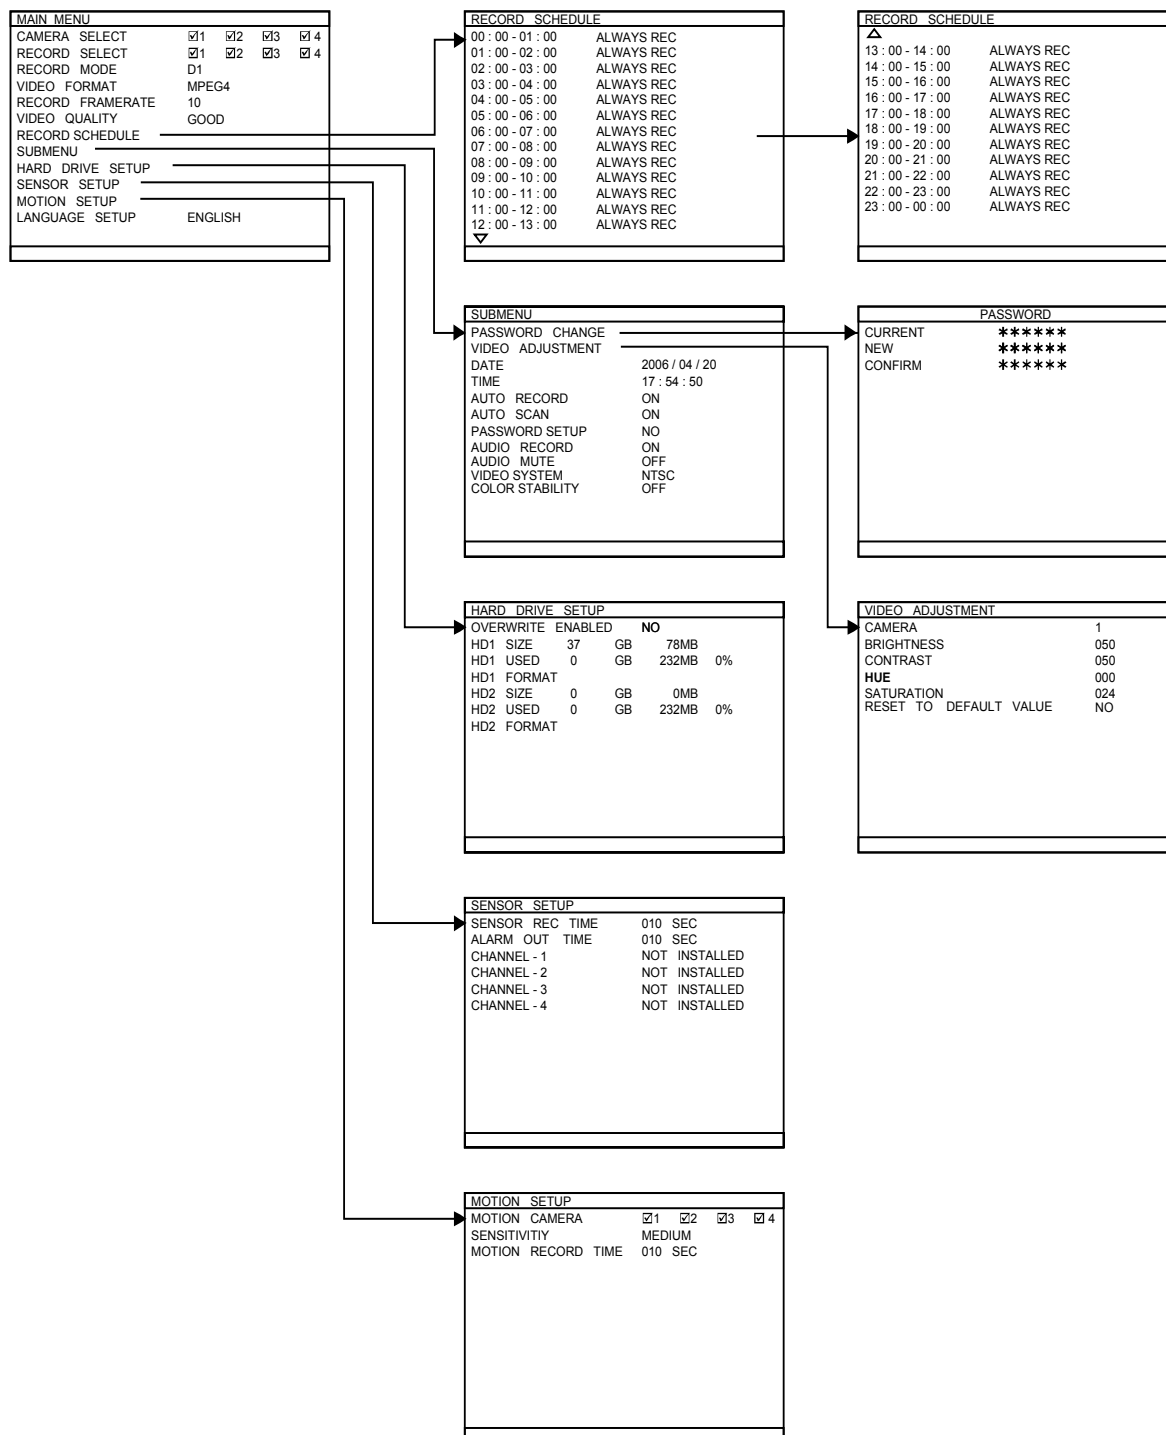 MAIN MENU
CAMERA SELECT ☑1 ☑2 ☑3 ☑4
RECORD SELECT ☑1 ☑2 ☑3 ☑4
RECORD MODE D1
VIDEO FORMAT MPEG4
RECORD FRAMERATE 10
VIDEO QUALITY GOOD
RECORD SCHEDULE
SUBMENU
HARD DRIVE SETUP
SENSOR SETUP
MOTION SETUP
LANGUAGE SETUP ENGLISH
RECORD SCHEDULE
00 : 00 - 01 : 00 ALWAYS REC
01 : 00 - 02 : 00 ALWAYS REC
02 : 00 - 03 : 00 ALWAYS REC
03 : 00 - 04 : 00 ALWAYS REC
04 : 00 - 05 : 00 ALWAYS REC
05 : 00 - 06 : 00 ALWAYS REC
06 : 00 - 07 : 00 ALWAYS REC
07 : 00 - 08 : 00 ALWAYS REC
08 : 00 - 09 : 00 ALWAYS REC
09 : 00 - 10 : 00 ALWAYS REC
10 : 00 - 11 : 00 ALWAYS REC
11 : 00 - 12 : 00 ALWAYS REC
12 : 00 - 13 : 00 ALWAYS REC
RECORD SCHEDULE
13 : 00 - 14 : 00 ALWAYS REC
14 : 00 - 15 : 00 ALWAYS REC
15 : 00 - 16 : 00 ALWAYS REC
16 : 00 - 17 : 00 ALWAYS REC
17 : 00 - 18 : 00 ALWAYS REC
18 : 00 - 19 : 00 ALWAYS REC
19 : 00 - 20 : 00 ALWAYS REC
20 : 00 - 21 : 00 ALWAYS REC
21 : 00 - 22 : 00 ALWAYS REC
22 : 00 - 23 : 00 ALWAYS REC
23 : 00 - 00 : 00 ALWAYS REC
SUBMENU
PASSWORD CHANGE
VIDEO ADJUSTMENT
DATE 2006 / 04 / 20
TIME 17 : 54 : 50
AUTO RECORD ON
AUTO SCAN ON
PASSWORD SETUP NO
AUDIO RECORD ON
AUDIO MUTE OFF
VIDEO SYSTEM NTSC
COLOR STABILITY OFF
PASSWORD
CURRENT ******
NEW ******
CONFIRM ******
HARD DRIVE SETUP
OVERWRITE ENABLED NO
HD1 SIZE 37 GB 78MB
HD1 USED 0 GB 232MB 0%
HD1 FORMAT
HD2 SIZE 0 GB 0MB
HD2 USED 0 GB 232MB 0%
HD2 FORMAT
VIDEO ADJUSTMENT
CAMERA 1
BRIGHTNESS 050
CONTRAST 050
HUE 000
SATURATION 024
RESET TO DEFAULT VALUE NO
SENSOR SETUP
SENSOR REC TIME 010 SEC
ALARM OUT TIME 010 SEC
CHANNEL - 1 NOT INSTALLED
CHANNEL - 2 NOT INSTALLED
CHANNEL - 3 NOT INSTALLED
CHANNEL - 4 NOT INSTALLED
MOTION SETUP
MOTION CAMERA ☑1 ☑2 ☑3 ☑4
SENSITIVITIY MEDIUM
MOTION RECORD TIME 010 SEC